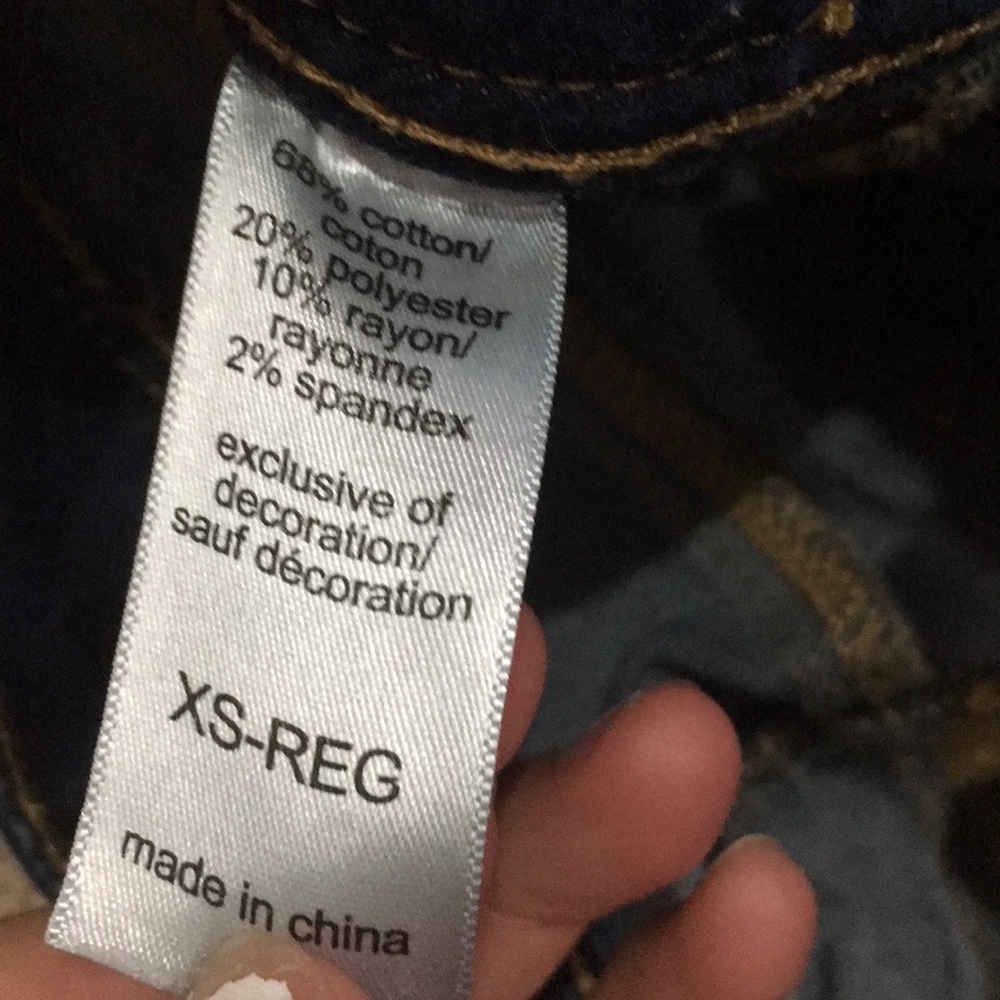 68% cotton/
coton
20% polyester
10% rayon/
rayonne
2% spandex
exclusive of
decoration/
sauf décoration
XS-REG
made in china